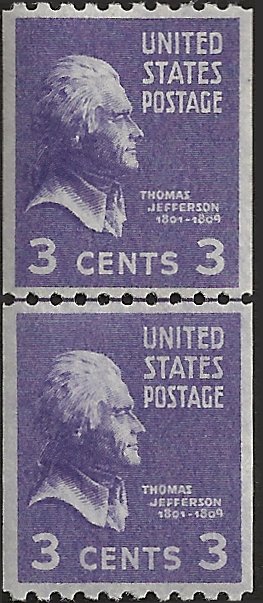 UNITED
STATES
POSTAGE
THOMAS
JEFFERSON
1801-1809
3 CENTS 3
UNITED
STATES
POSTAGE
THOMAS
JEFFERSON
1801-1809
3 CENTS 3